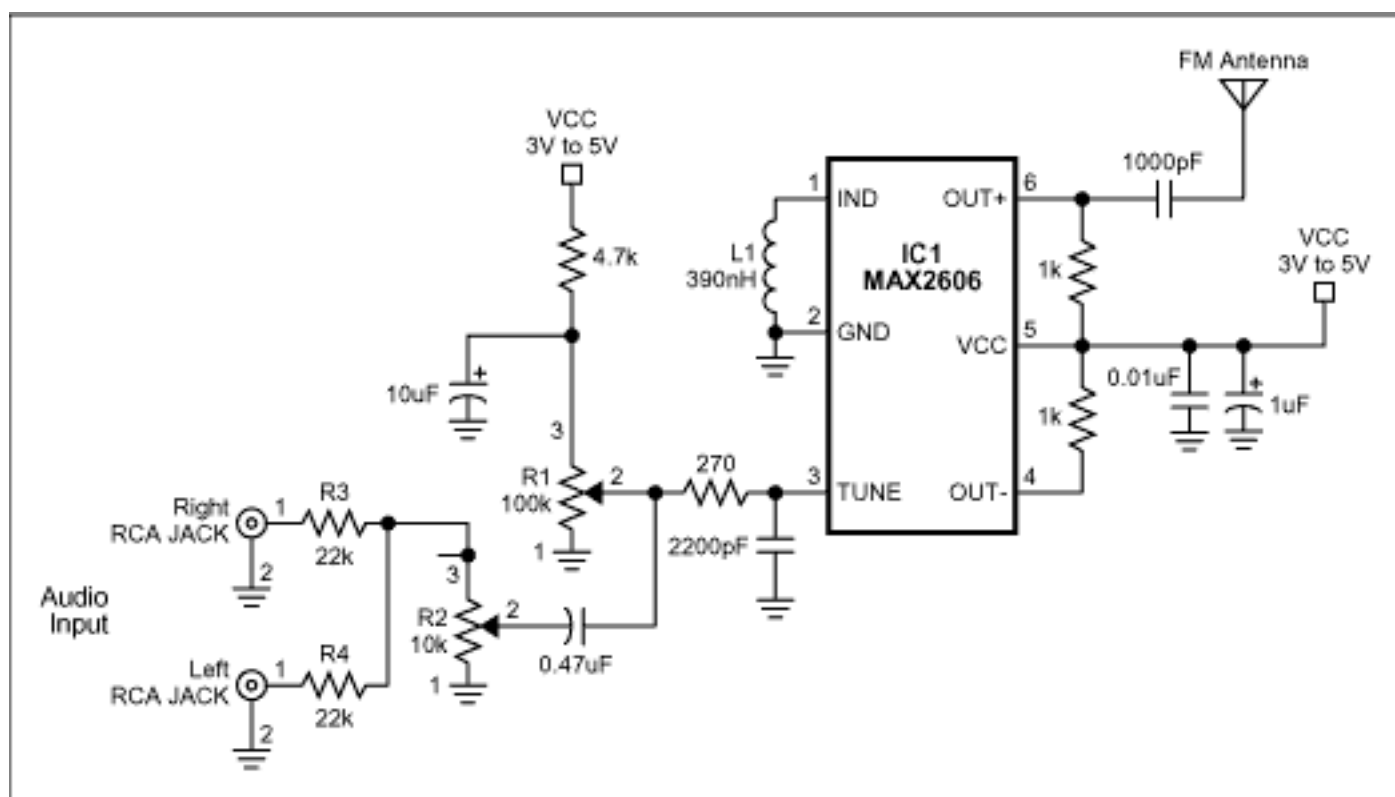 FM Antenna
VCC
3V to 5V
1000pF
1
IND
OUT+
6
4.7k
L1
390nH
IC1
MAX2606
1k
VCC
3V to 5V
2
GND
VCC
5
10uF
+
0.01uF
+
1uF
1k
3
R1
100k
2
270
3
TUNE
OUT-
4
1
2200pF
Right
RCA JACK
1
R3
22k
2
3
Audio
Input
R2
10k
2
0.47uF
1
Left
RCA JACK
1
R4
22k
2